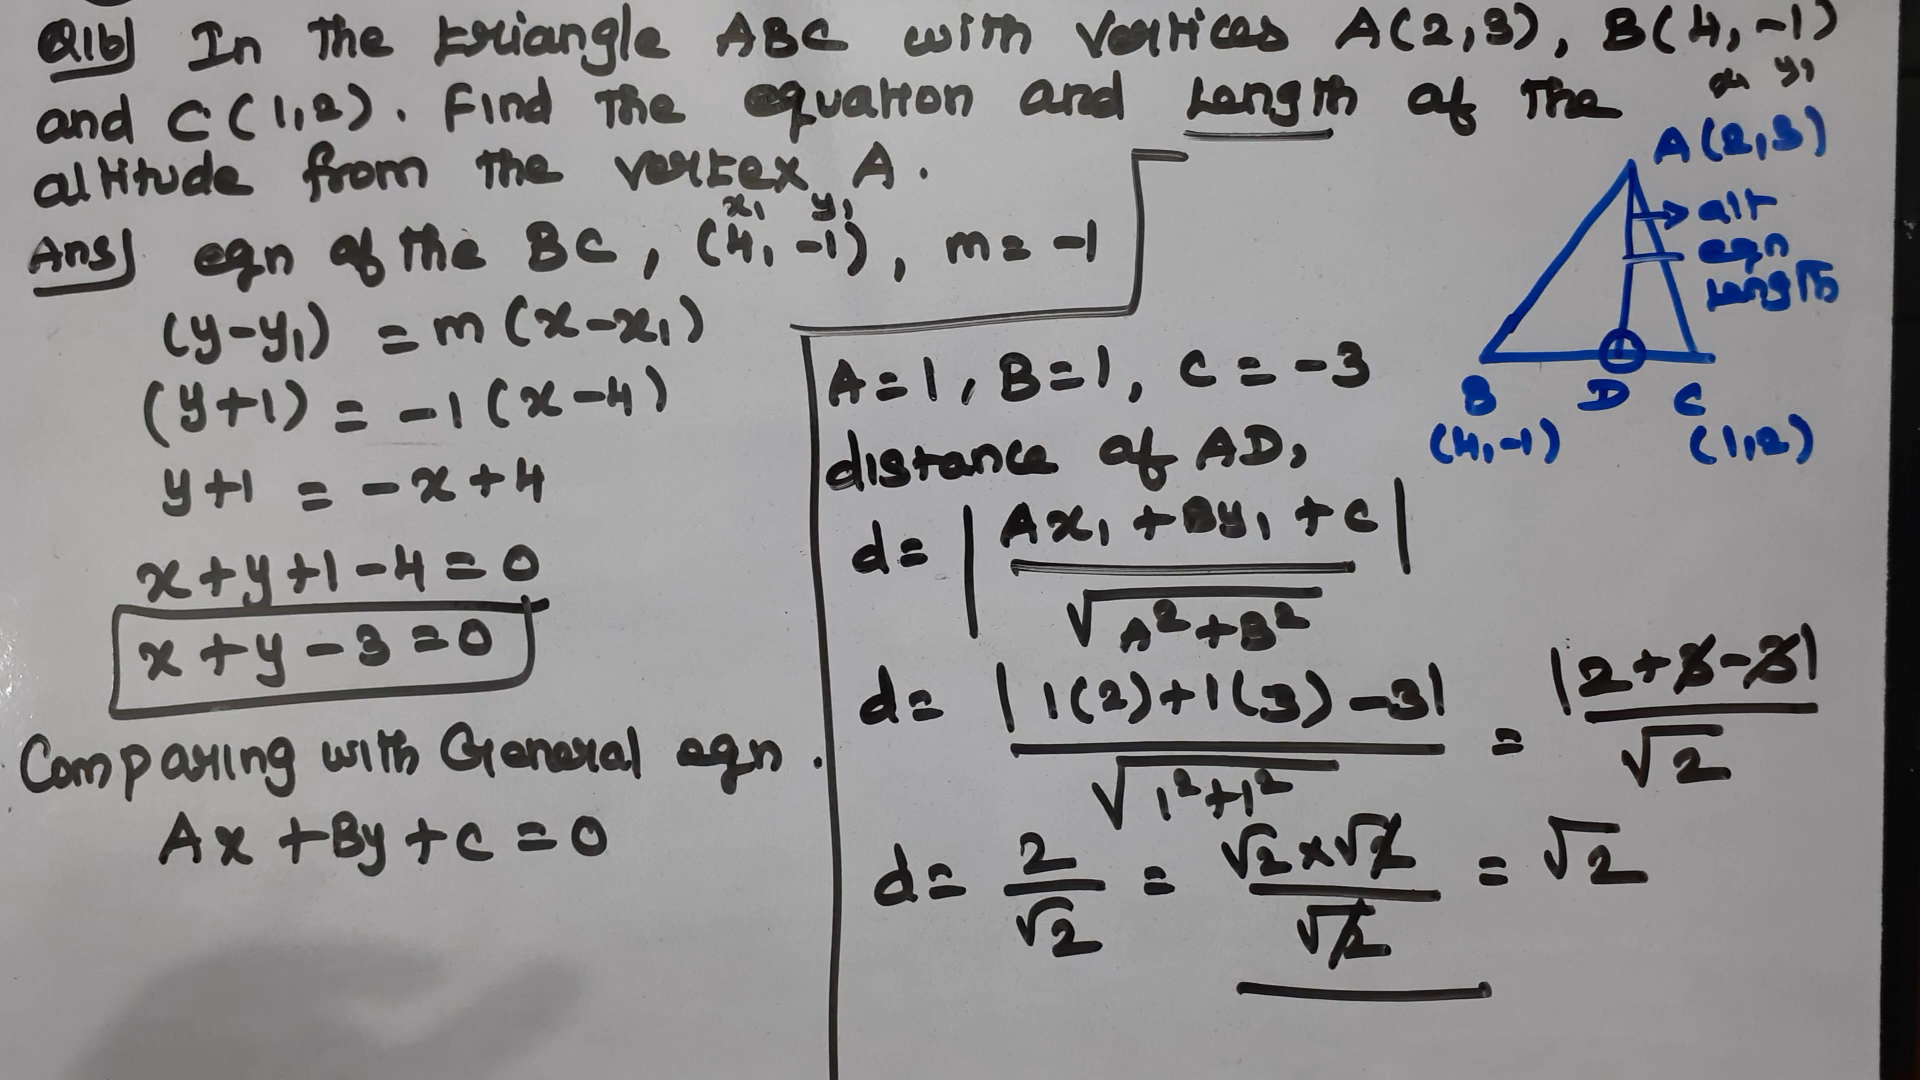 Q16) In the triangle ABC with vertices A(2,3), B(4,-1)
and C(1,2). Find the equation and length of the
altitude from the vertex A.
x₁ y₁
A(2,3)
alt
eqn
length
B D C
(4,-1) (1,2)
x₁ y₁
Ans) eqn of the BC, (4,-1), m = -1
(y-y₁) = m(x-x₁)
(y+1) = -1(x-4)
y+1 = -x+4
x+y+1-4=0
x+y-3=0
Comparing with General eqn.
Ax+By+C=0
A=1, B=1, C=-3
distance of AD,
d= |Ax₁+By₁+C|
√A²+B²
d= |1(2)+1(3)-3| = |2+3-3|
√1²+1² √2
d= 2 = √2×√2 = √2
√2 √2